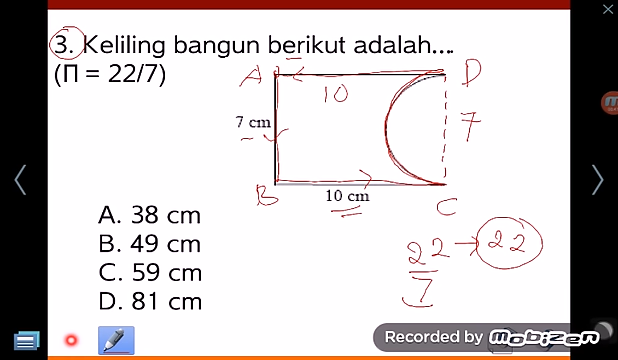 3. Keliling bangun berikut adalah....
(Π = 22/7)
A
D
10
7 cm
7
B
10 cm
C
A. 38 cm
B. 49 cm
C. 59 cm
D. 81 cm
22 → 22
7
Recorded by mobizen